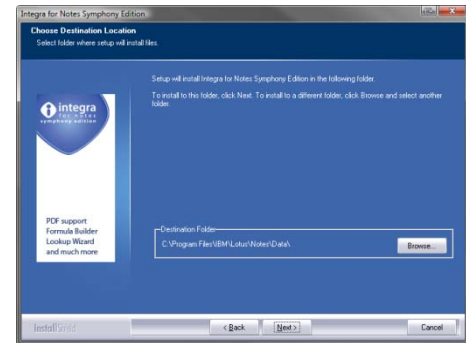 Integra for Notes Symphony Edition
Choose Destination Location
Select folder where setup will install files.
Setup will install Integra for Notes Symphony Edition in the following folder.
To install to this folder, click Next. To install to a different folder, click Browse and select another
folder.
integra
for notes
symphony edition
PDF support
Formula Builder
Lookup Wizard
and much more
Destination Folder
C:\Program Files\IBM\Lotus\Notes\Data\
Browse...
InstallShield
< Back
Next >
Cancel